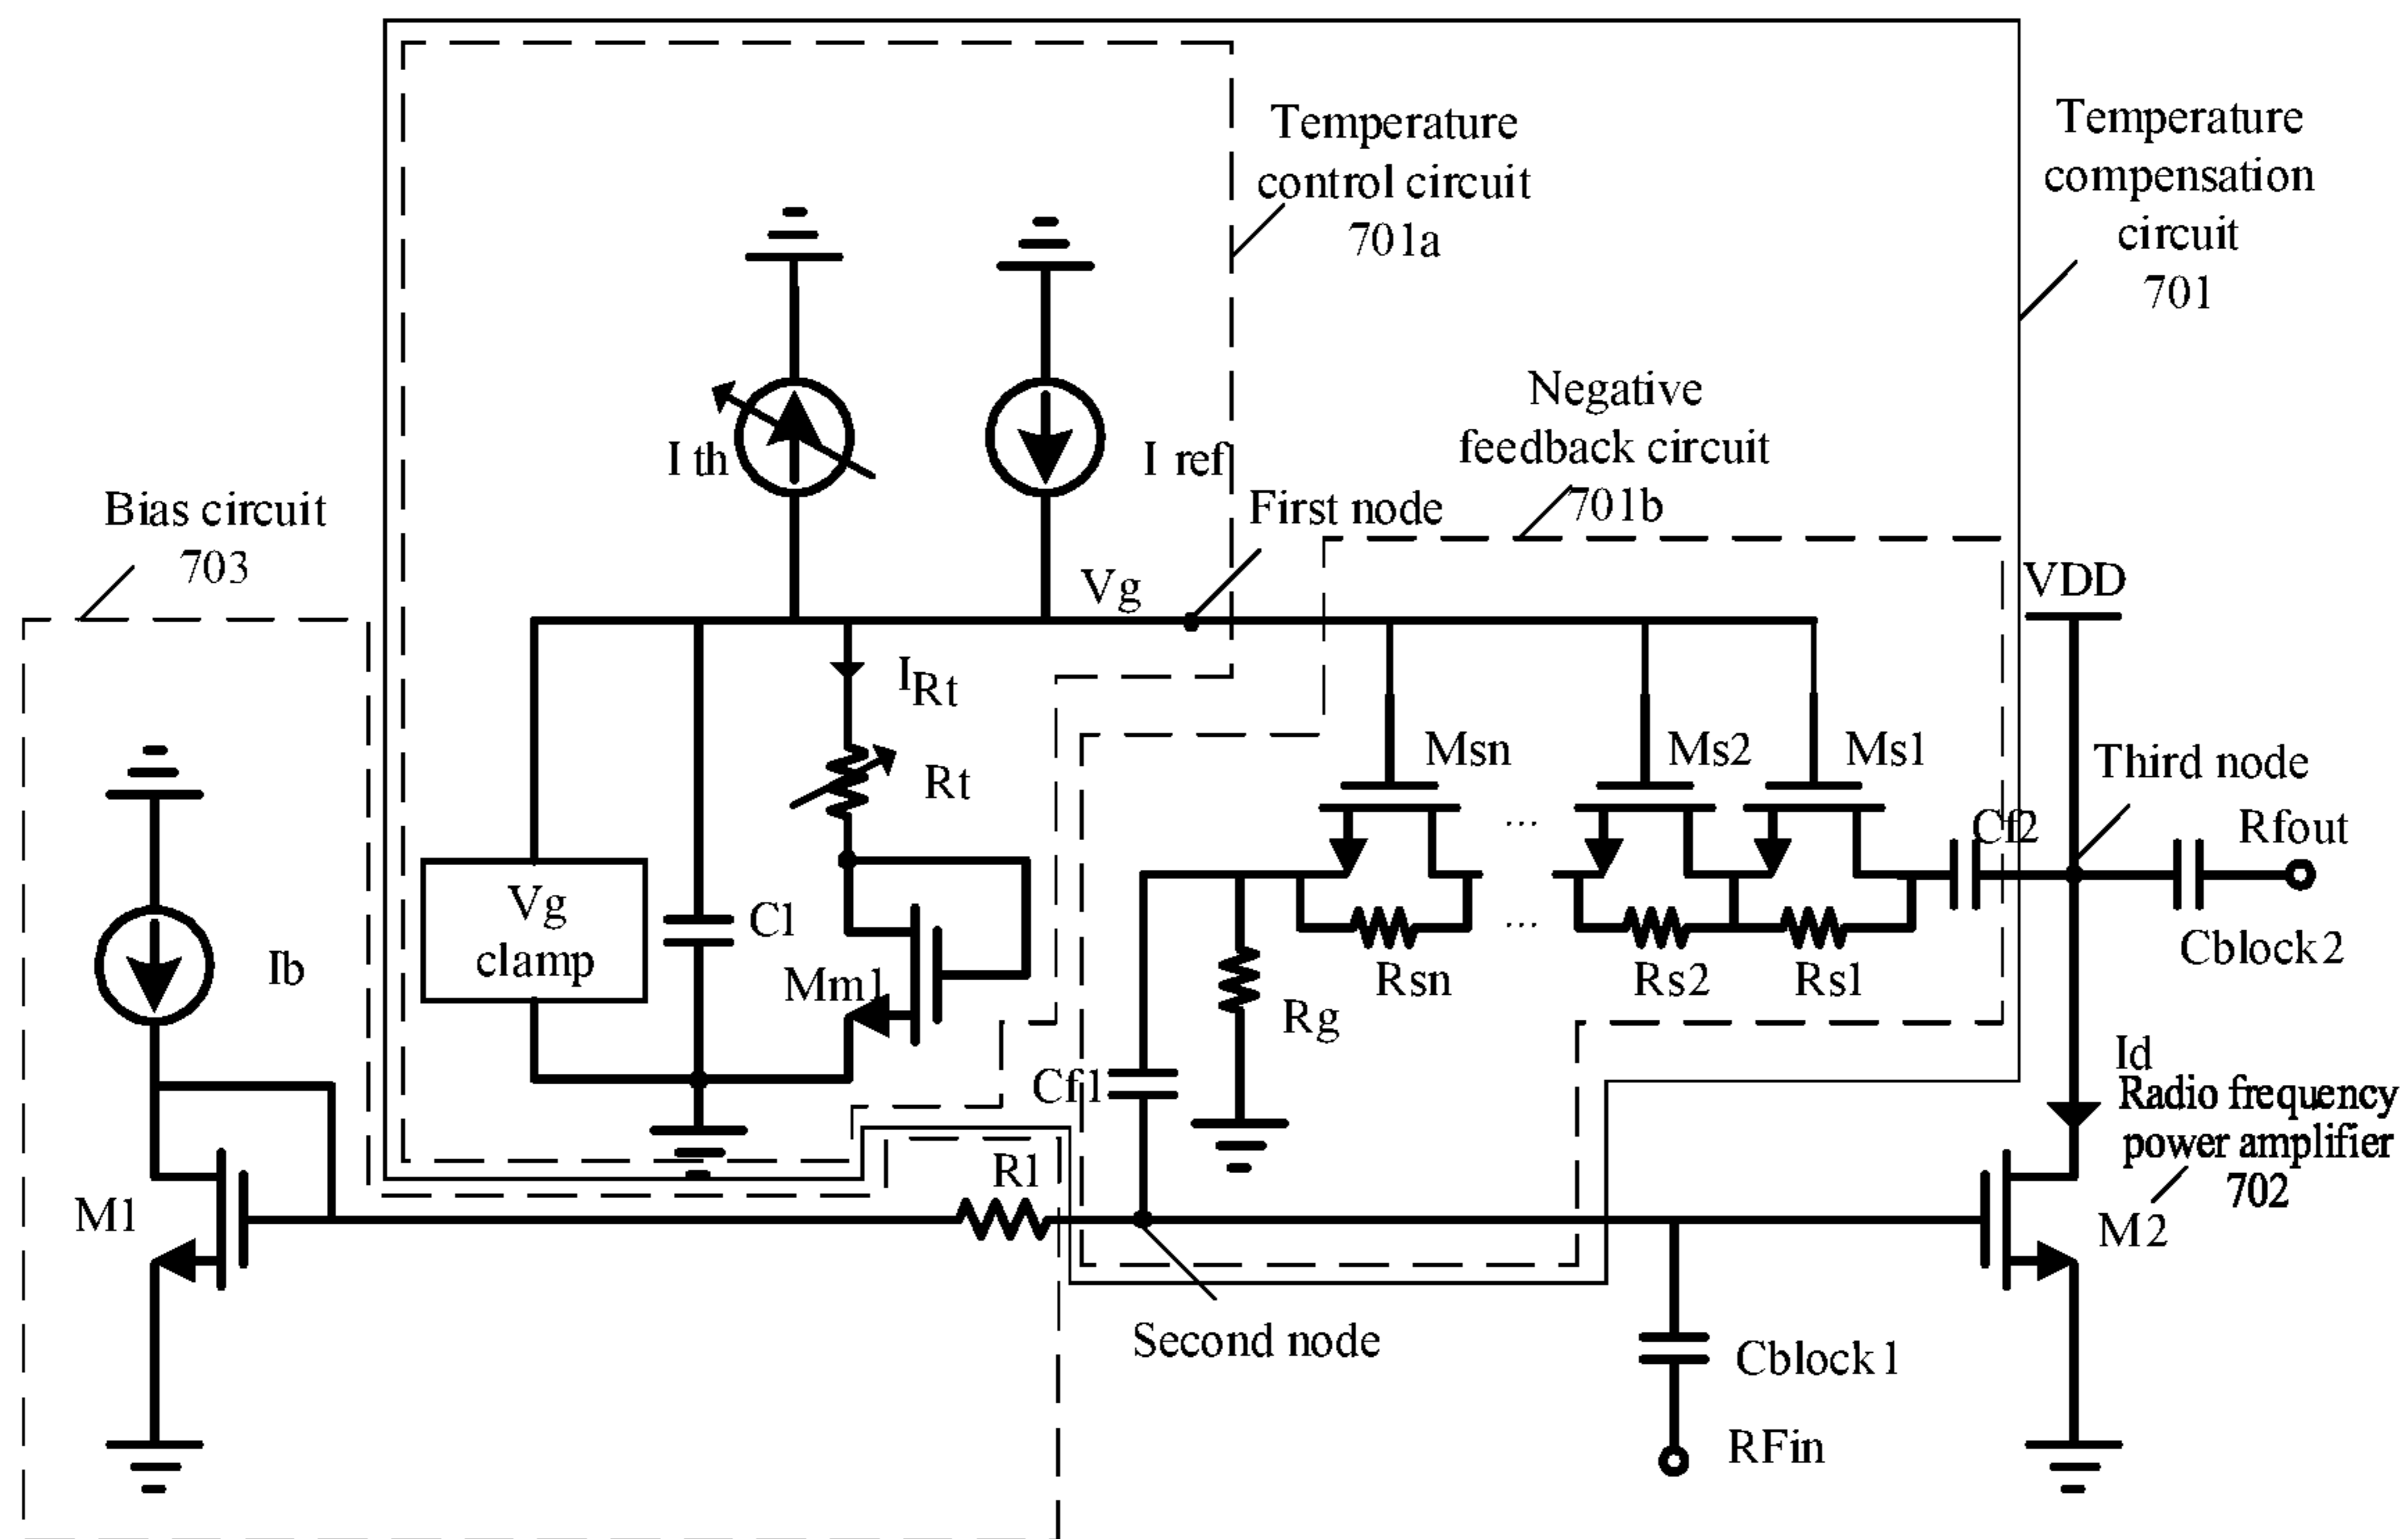 Temperature
control circuit
701a
Temperature
compensation
circuit
701
Negative
feedback circuit
701b
I th
I ref
First node
Bias circuit
703
Vg
VDD
I Rt
Rt
Msn
Ms2
Ms1
Third node
Cf2
Rfout
...
Vg
clamp
C1
Mm1
Ib
...
Rsn
Rs2
Rs1
Cblock2
Rg
Cf1
Id
Radio frequency
power amplifier
702
R1
M1
M2
Second node
Cblock1
RFin